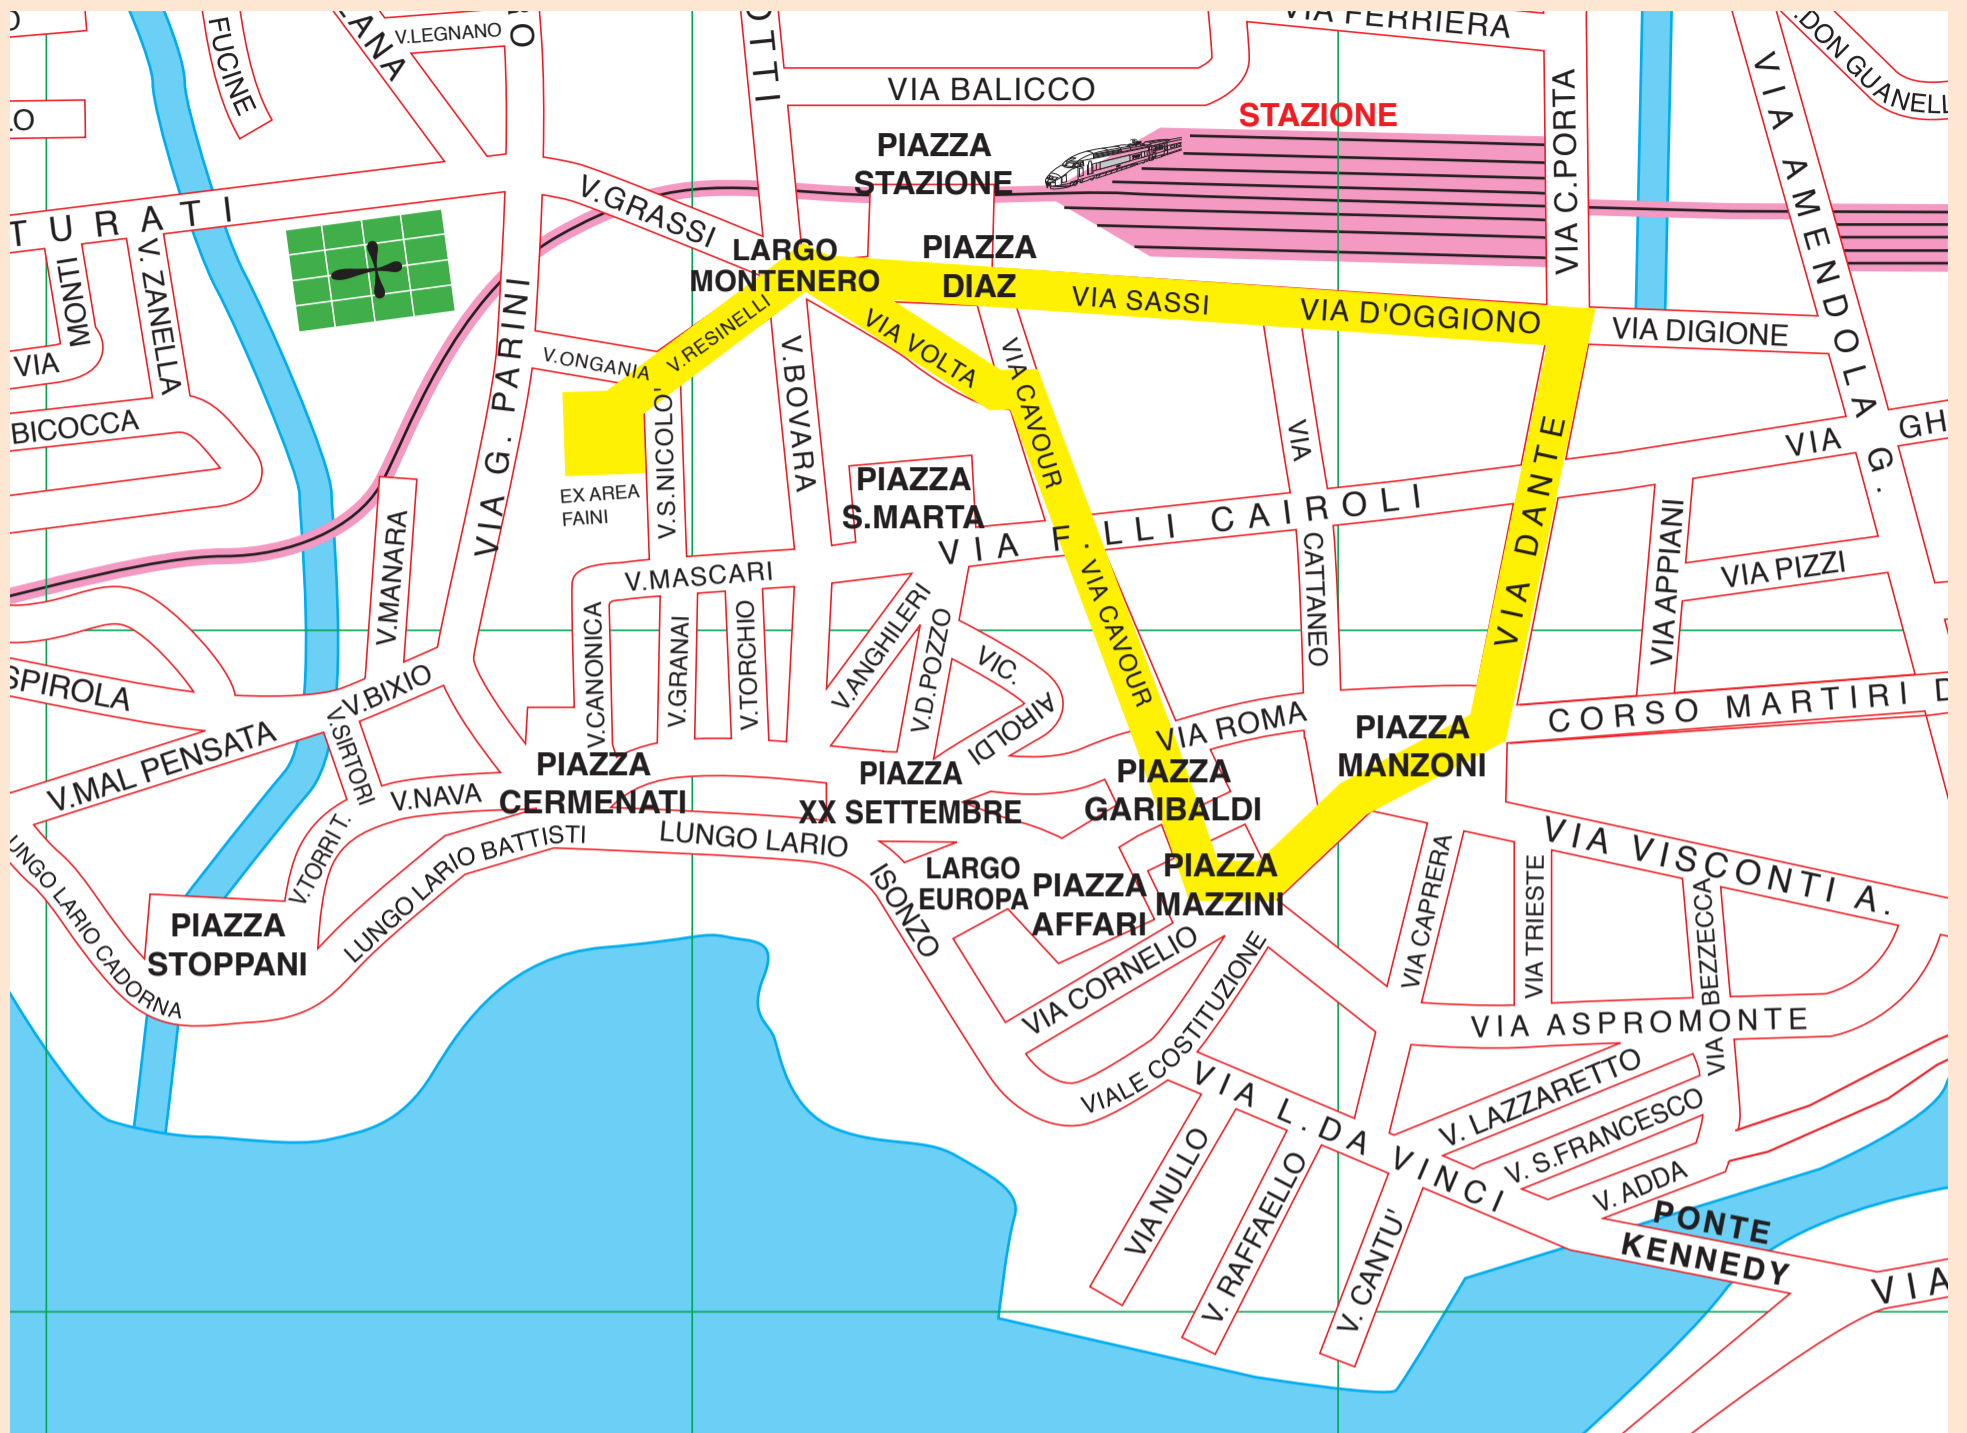 FUCINE
V.LEGNANO
VIA FERRIERA
V.DON GUANELL
LANA
OTTI
VIA BALICCO
STAZIONE
VIA C.PORTA
VIA AMENDOLA G.
LO
PIAZZA
STAZIONE
TURATI
V.GRASSI
MONTI
V. ZANELLA
LARGO
MONTENERO
PIAZZA
DIAZ
VIA SASSI
VIA D'OGGIONO
VIA DIGIONE
VIA
V.ONGANIA
V.RESINELLI
VIA VOLTA
VIA CAVOUR
V.BOVARA
VIA G. PARINI
BICOCCA
V.S.NICOLO'
VIA CATTANEO
VIA DANTE
VIA
GH
EX AREA
FAINI
PIAZZA
S.MARTA
VIA F.LLI CAIROLI
V.MANARA
V.MASCARI
VIA CAVOUR
VIA APPIANI
VIA PIZZI
V.CANONICA
V.GRANAI
V.TORCHIO
V.ANGHILERI
V.D.POZZO
VIC.
AIROLDI
SPIROLA
V.BIXIO
V.MAL PENSATA
V.SIRTORI
VIA ROMA
CORSO MARTIRI D
PIAZZA
MANZONI
PIAZZA
CERMENATI
V.NAVA
PIAZZA
XX SETTEMBRE
PIAZZA
GARIBALDI
V.TORRI T.
LUNGO LARIO BATTISTI
LUNGO LARIO
ISONZO
LARGO
EUROPA
PIAZZA
AFFARI
PIAZZA
MAZZINI
VIA CAPRERA
VIA TRIESTE
VIA VISCONTI A.
VIA BEZZECCA
UNGO LARIO CADORNA
PIAZZA
STOPPANI
VIA CORNELIO
VIALE COSTITUZIONE
VIA ASPROMONTE
VIA L.DA VINCI
V. LAZZARETTO
V. S.FRANCESCO
V. ADDA
VIA NULLO
V. RAFFAELLO
V. CANTU'
PONTE
KENNEDY
VIA